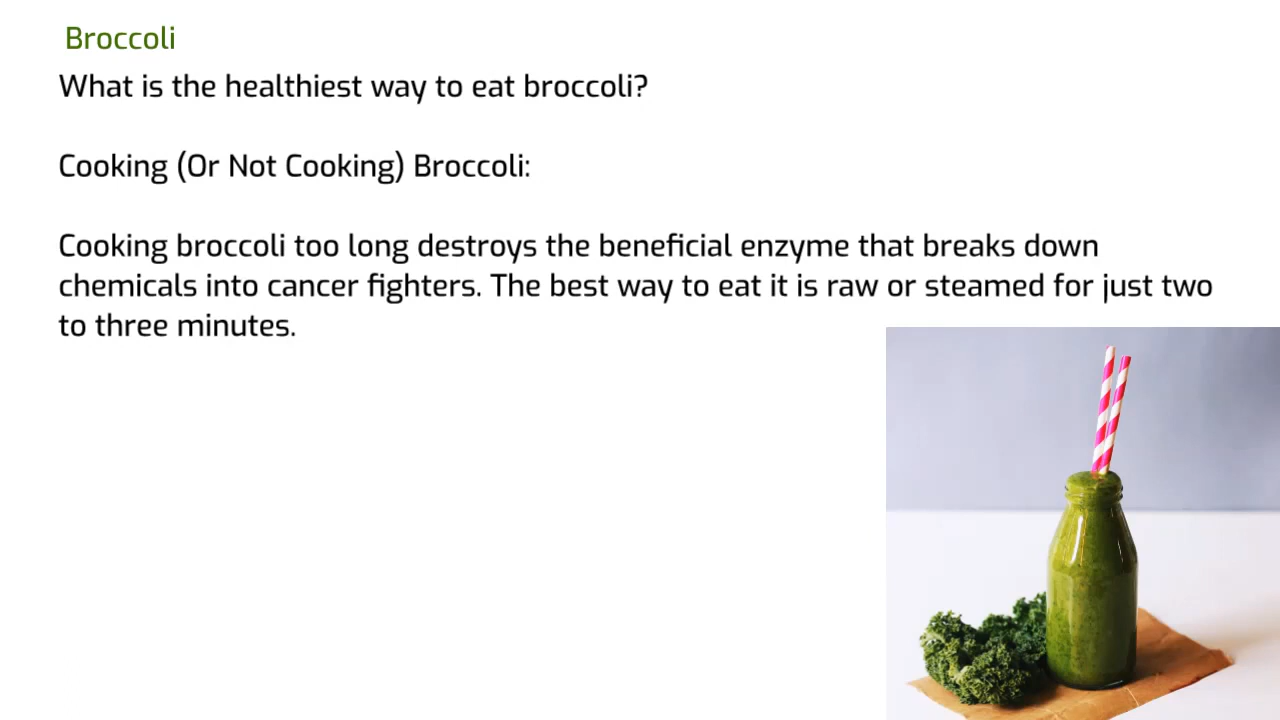 Broccoli
What is the healthiest way to eat broccoli?
Cooking (Or Not Cooking) Broccoli:
Cooking broccoli too long destroys the beneficial enzyme that breaks down
chemicals into cancer fighters. The best way to eat it is raw or steamed for just two
to three minutes.